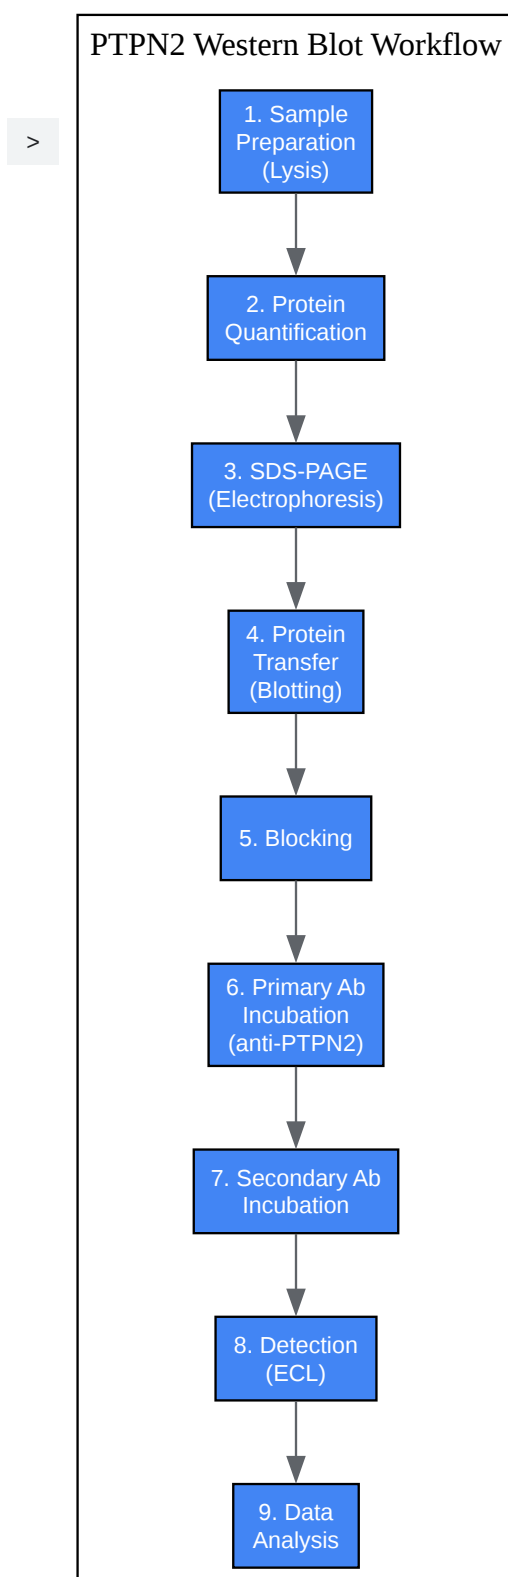 PTPN2 Western Blot Workflow
>
1. Sample
Preparation
(Lysis)
2. Protein
Quantification
3. SDS-PAGE
(Electrophoresis)
4. Protein
Transfer
(Blotting)
5. Blocking
6. Primary Ab
Incubation
(anti-PTPN2)
7. Secondary Ab
Incubation
8. Detection
(ECL)
9. Data
Analysis